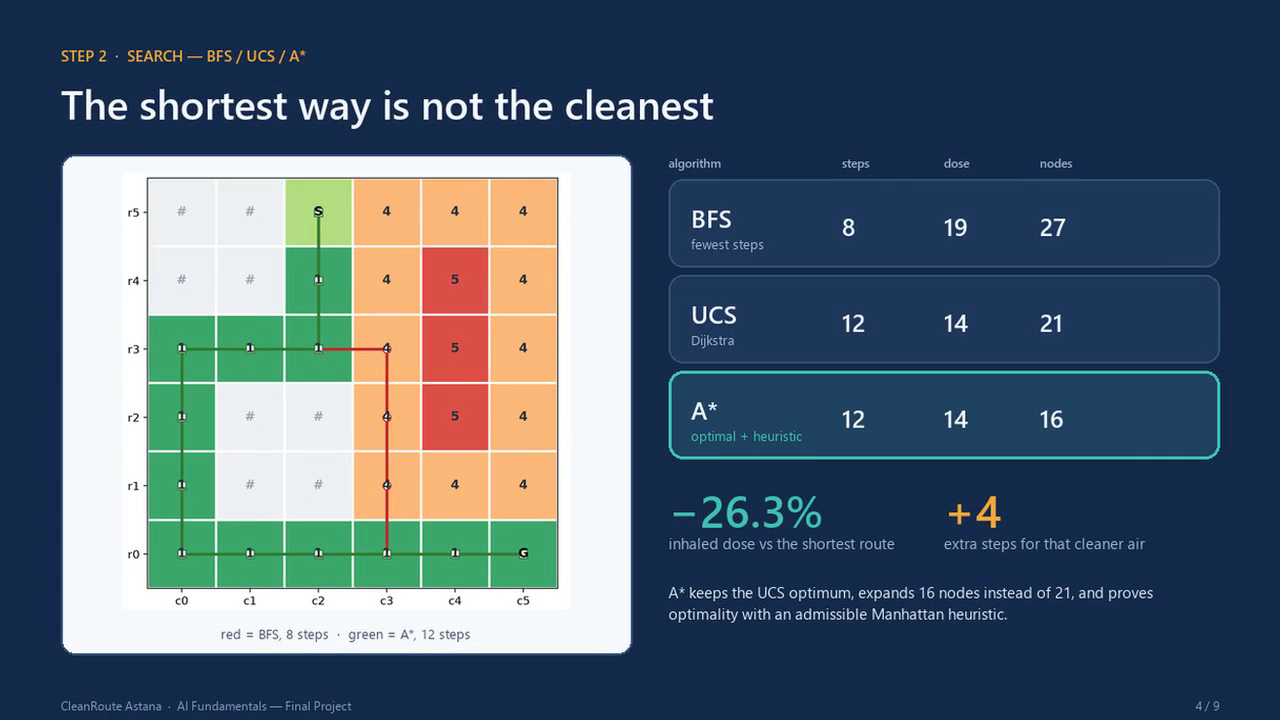 STEP 2 · SEARCH — BFS / UCS / A*
The shortest way is not the cleanest
r5 # # S 4 4 4
r4 # # 1 4 5 4
r3 1 1 1 4 5 4
r2 1 # # 4 5 4
r1 1 # # 4 4 4
r0 1 1 1 1 1 G
c0 c1 c2 c3 c4 c5
red = BFS, 8 steps · green = A*, 12 steps
algorithm steps dose nodes
BFS 8 19 27
fewest steps
UCS 12 14 21
Dijkstra
A* 12 14 16
optimal + heuristic
−26.3% +4
inhaled dose vs the shortest route extra steps for that cleaner air
A* keeps the UCS optimum, expands 16 nodes instead of 21, and proves
optimality with an admissible Manhattan heuristic.
CleanRoute Astana · AI Fundamentals — Final Project 4 / 9